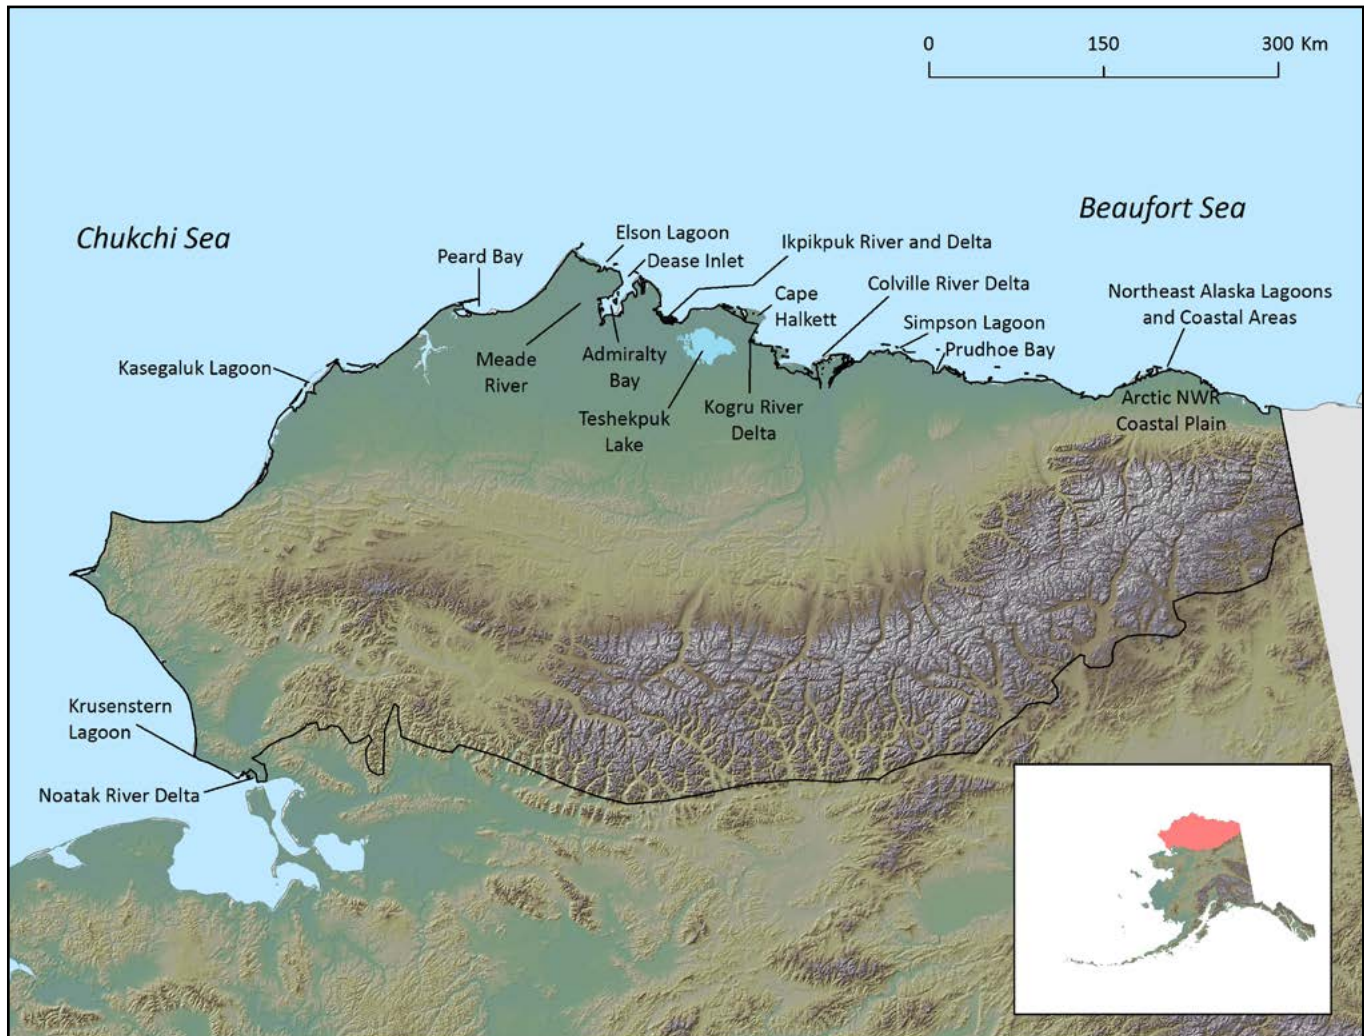 0 150 300 Km
Beaufort Sea
Chukchi Sea
Elson Lagoon
Ikpikpuk River and Delta
Peard Bay
Dease Inlet
Colville River Delta
Cape
Halkett
Northeast Alaska Lagoons
and Coastal Areas
Simpson Lagoon
Prudhoe Bay
Kasegaluk Lagoon
Meade
River
Admiralty
Bay
Teshekpuk
Lake
Kogru River
Delta
Arctic NWR
Coastal Plain
Krusenstern
Lagoon
Noatak River Delta